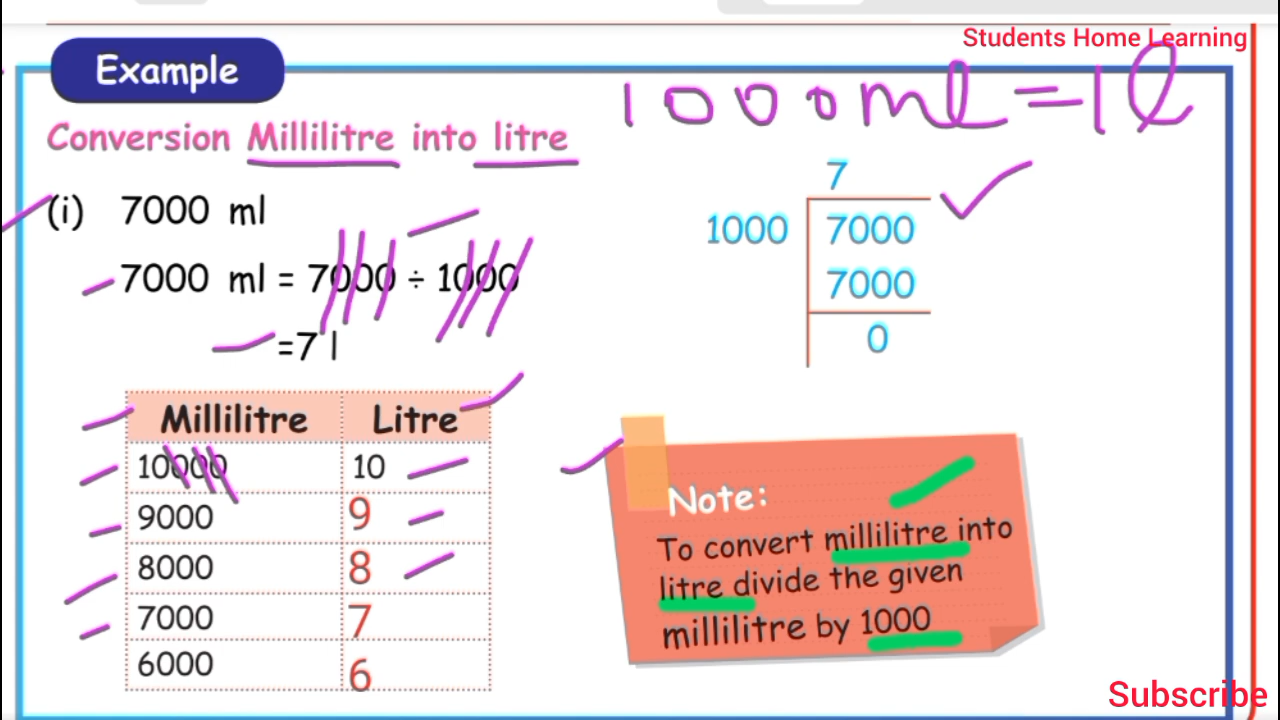 Students Home Learning
Example
1000ml=1l
Conversion Millilitre into litre
(i) 7000 ml
7000 ml = 7000 ÷ 1000
=7 l
7
1000 7000
7000
0
Millilitre Litre
10000 10
9000 9
8000 8
7000 7
6000 6
Note:
To convert millilitre into
litre divide the given
millilitre by 1000
Subscribe